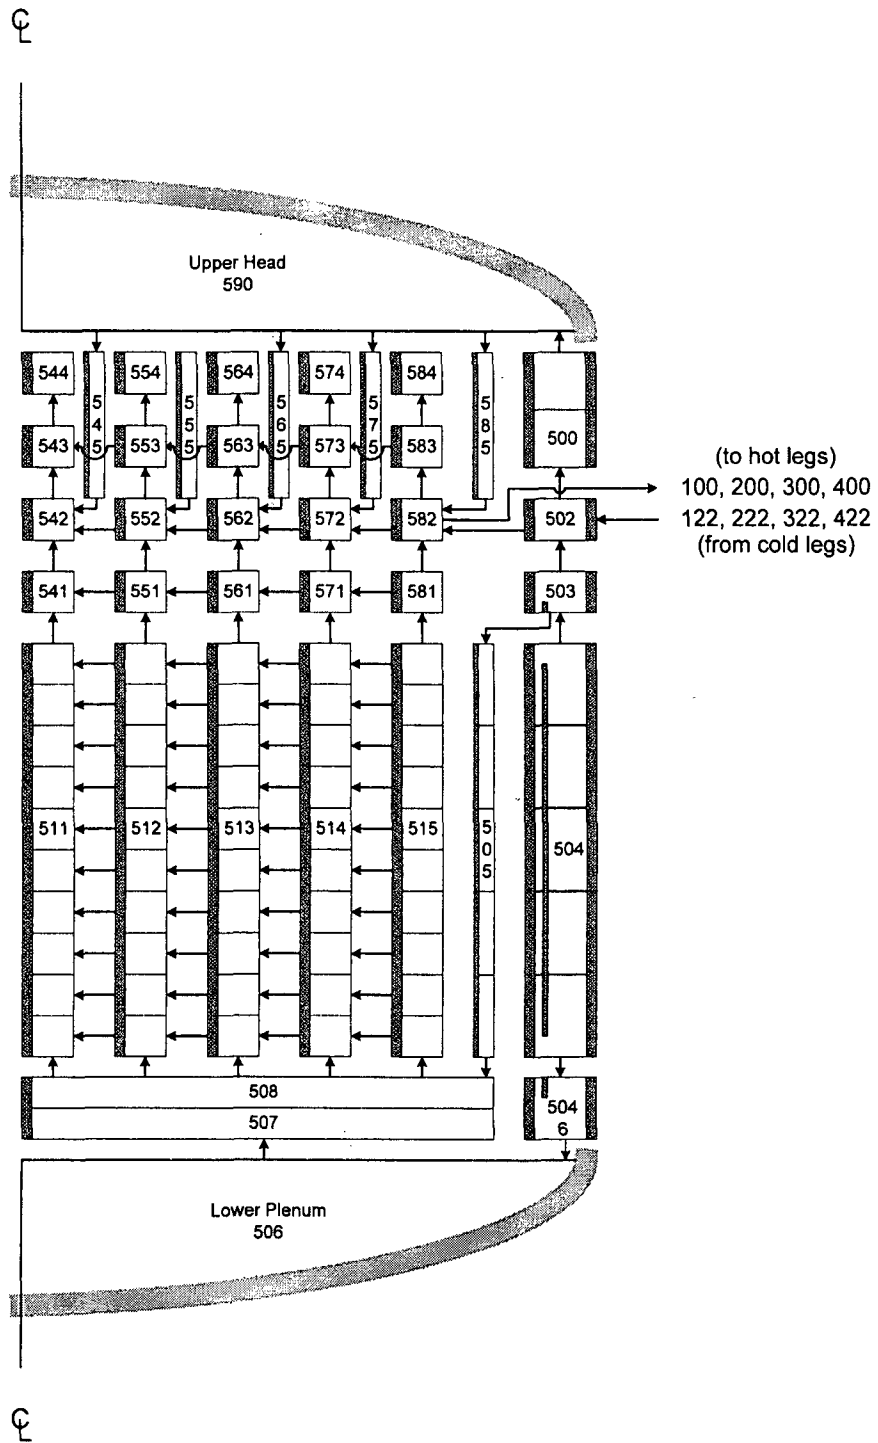 CL
Upper Head
590
544 554 564 574 584
5 4 5
5 5 5
5 6 5
5 7 5
5 8 5
543 553 563 573 583
500
(to hot legs)
100, 200, 300, 400
542 552 562 572 582 502
122, 222, 322, 422
(from cold legs)
541 551 561 571 581 503
511 512 513 514 515
5 0 5
504
508
507
504
6
Lower Plenum
506
CL